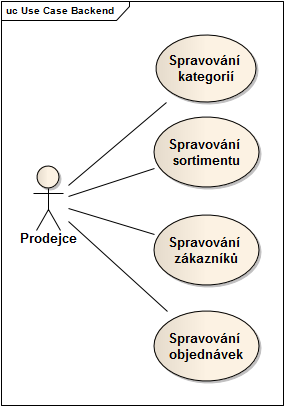 uc Use Case Backend
Spravování
kategorií
Spravování
sortimentu
Prodejce
Spravování
zákazníků
Spravování
objednávek